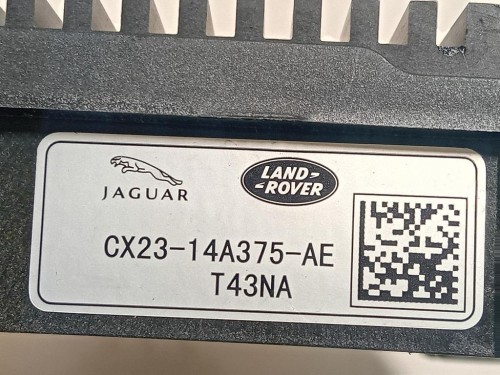 JAGUAR
LAND-
-ROVER
CX23-14A375-AE
T43NA